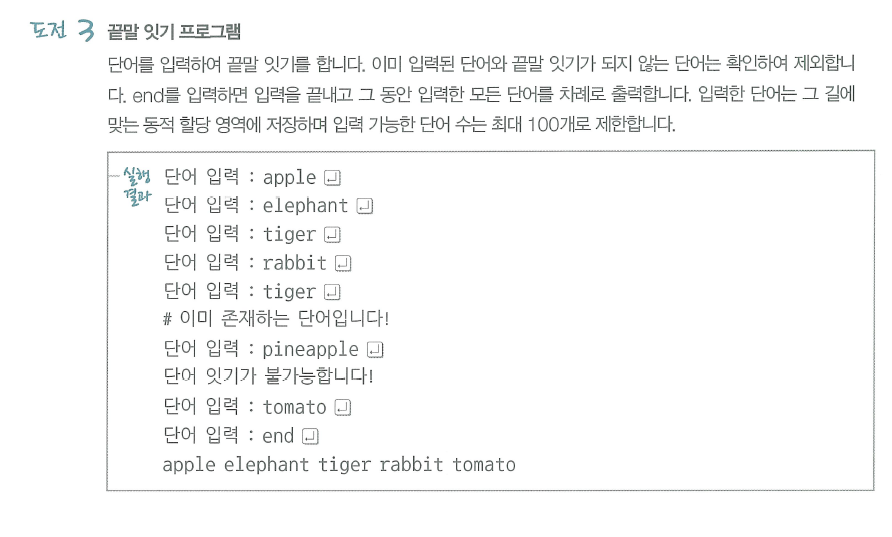 도전 3 끝말 잇기 프로그램
단어를 입력하여 끝말 잇기를 합니다. 이미 입력된 단어와 끝말 잇기가 되지 않는 단어는 확인하여 제외합니
다. end를 입력하면 입력을 끝내고 그 동안 입력한 모든 단어를 차례로 출력합니다. 입력한 단어는 그 길에
맞는 동적 할당 영역에 저장하며 입력 가능한 단어 수는 최대 100개로 제한합니다.
실행
결과
단어 입력 : apple ↵
단어 입력 : elephant ↵
단어 입력 : tiger ↵
단어 입력 : rabbit ↵
단어 입력 : tiger ↵
# 이미 존재하는 단어입니다!
단어 입력 : pineapple ↵
단어 잇기가 불가능합니다!
단어 입력 : tomato ↵
단어 입력 : end ↵
apple elephant tiger rabbit tomato